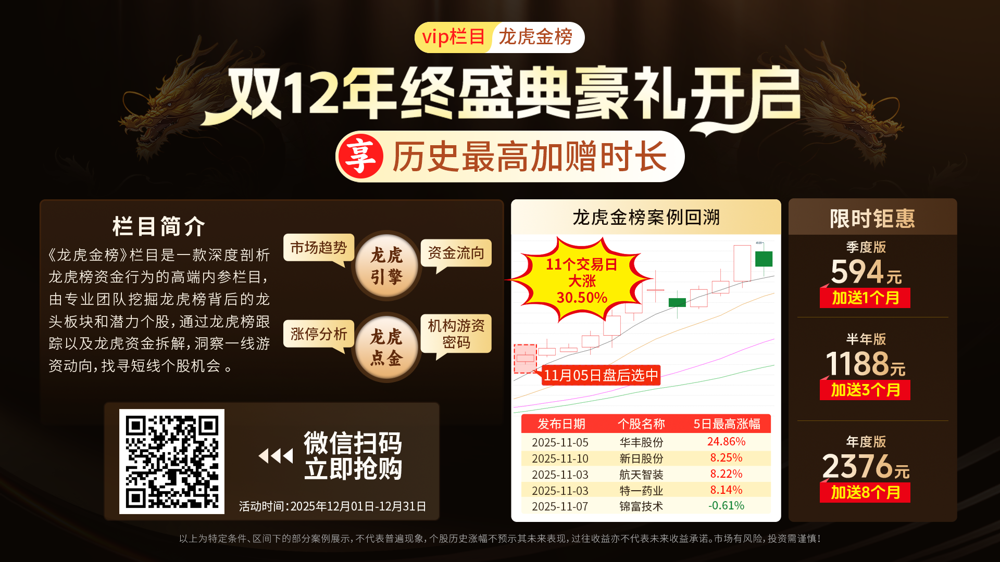 vip栏目 龙虎金榜
双12年终盛典豪礼开启
享 历史最高加赠时长
栏目简介
《龙虎金榜》栏目是一款深度剖析
龙虎榜资金行为的高端内参栏目,
由专业团队挖掘龙虎榜背后的龙
头板块和潜力个股,通过龙虎榜跟
踪以及龙虎资金拆解,洞察一线游
资动向,找寻短线个股机会 。
市场趋势
龙虎
引擎
资金流向
涨停分析
龙虎
点金
机构游资
密码
微信扫码
立即抢购
活动时间:2025年12月01日-12月31日
龙虎金榜案例回溯
11个交易日
大涨
30.50%
11月05日盘后选中
发布日期 个股名称 5日最高涨幅
2025-11-05 华丰股份 24.86%
2025-11-10 新日股份 8.25%
2025-11-03 航天智装 8.22%
2025-11-03 特一药业 8.14%
2025-11-07 锦富技术 -0.61%
限时钜惠
季度版
594元
加送1个月
半年版
1188元
加送3个月
年度版
2376元
加送8个月
以上为特定条件、区间下的部分案例展示,不代表普遍现象,个股历史涨幅不预示其未来表现,过往收益亦不代表未来收益承诺。市场有风险,投资需谨慎!